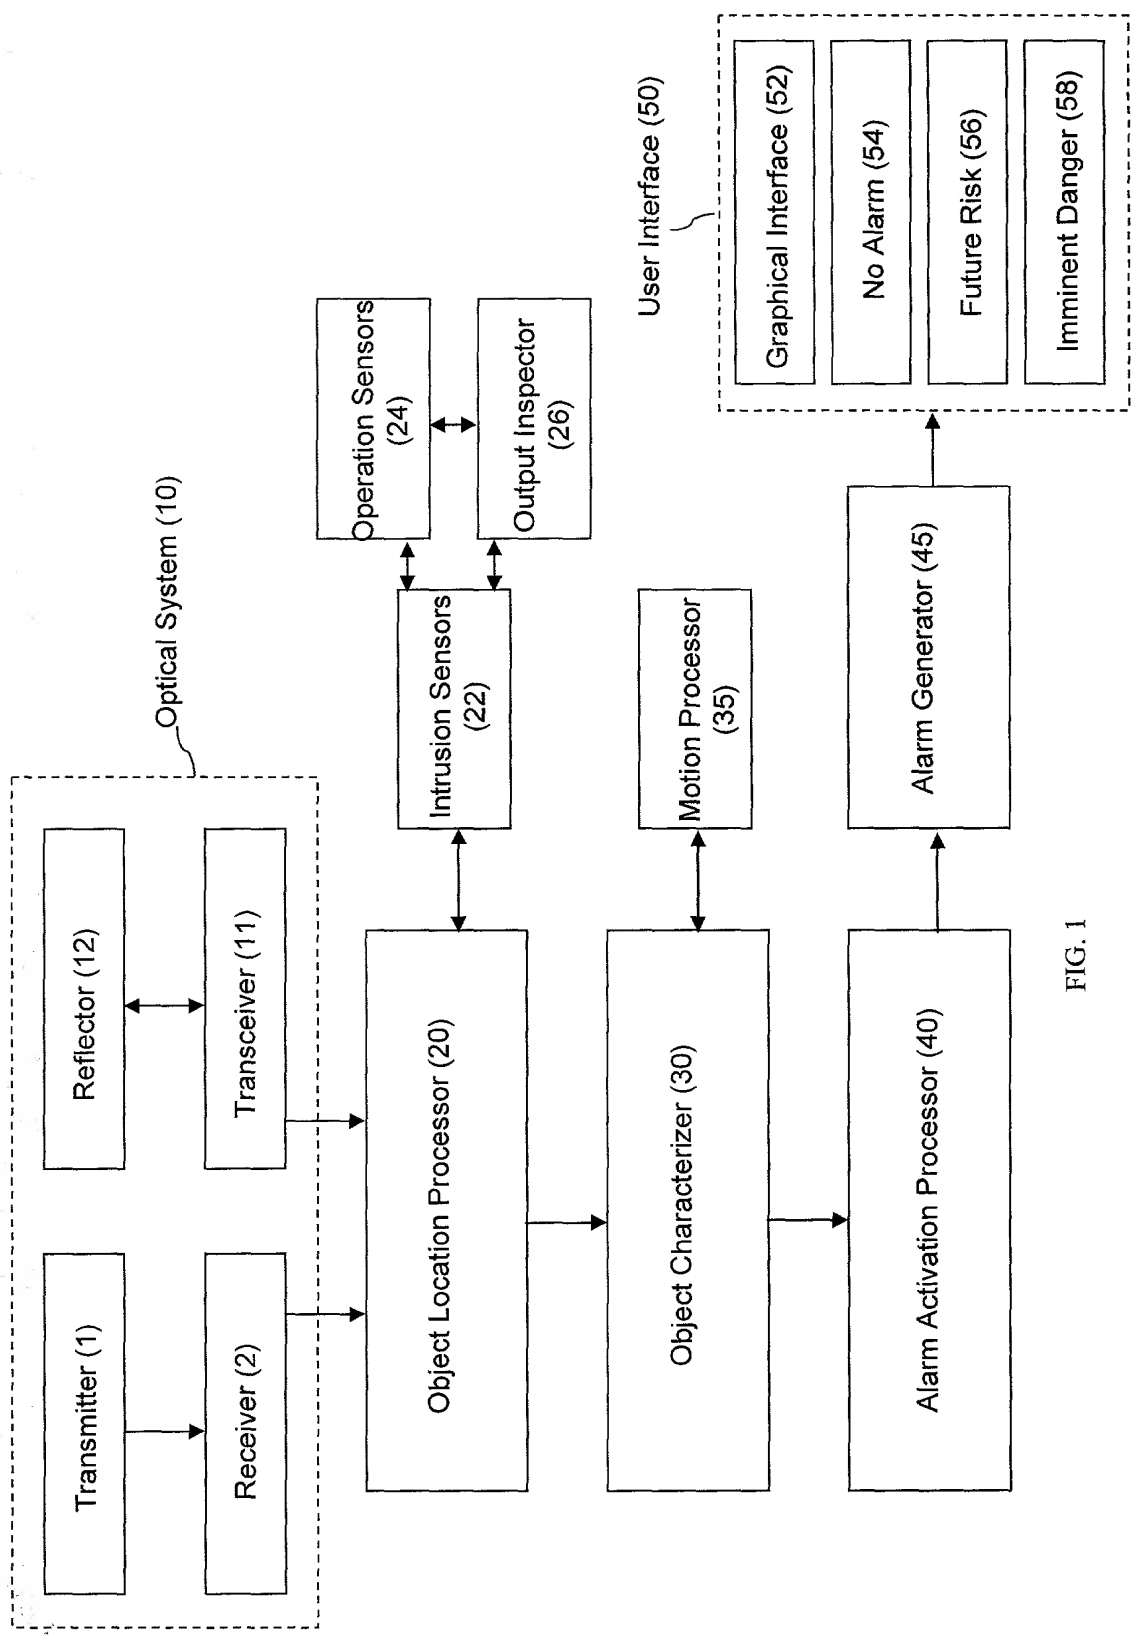 Optical System (10)
Transmitter (1)
Reflector (12)
Receiver (2)
Transceiver (11)
Object Location Processor (20)
Intrusion Sensors
(22)
Operation Sensors
(24)
Output Inspector
(26)
Object Characterizer (30)
Motion Processor
(35)
Alarm Activation Processor (40)
Alarm Generator (45)
User Interface (50)
Graphical Interface (52)
No Alarm (54)
Future Risk (56)
Imminent Danger (58)
FIG. 1